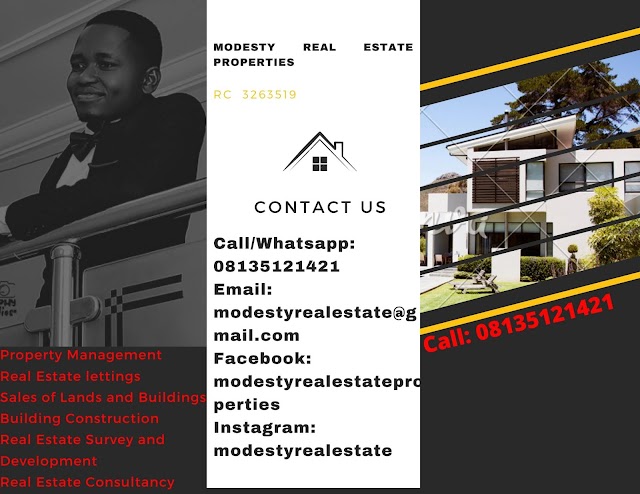 MODESTY REAL ESTATE
PROPERTIES
RC 3263519
CONTACT US
Call/Whatsapp:
08135121421
Email:
modestyrealestate@g
mail.com
Facebook:
modestyrealestatepro
perties
Instagram:
modestyrealestate
Property Management
Real Estate lettings
Sales of Lands and Buildings
Building Construction
Real Estate Survey and
Development
Real Estate Consultancy
Call: 08135121421